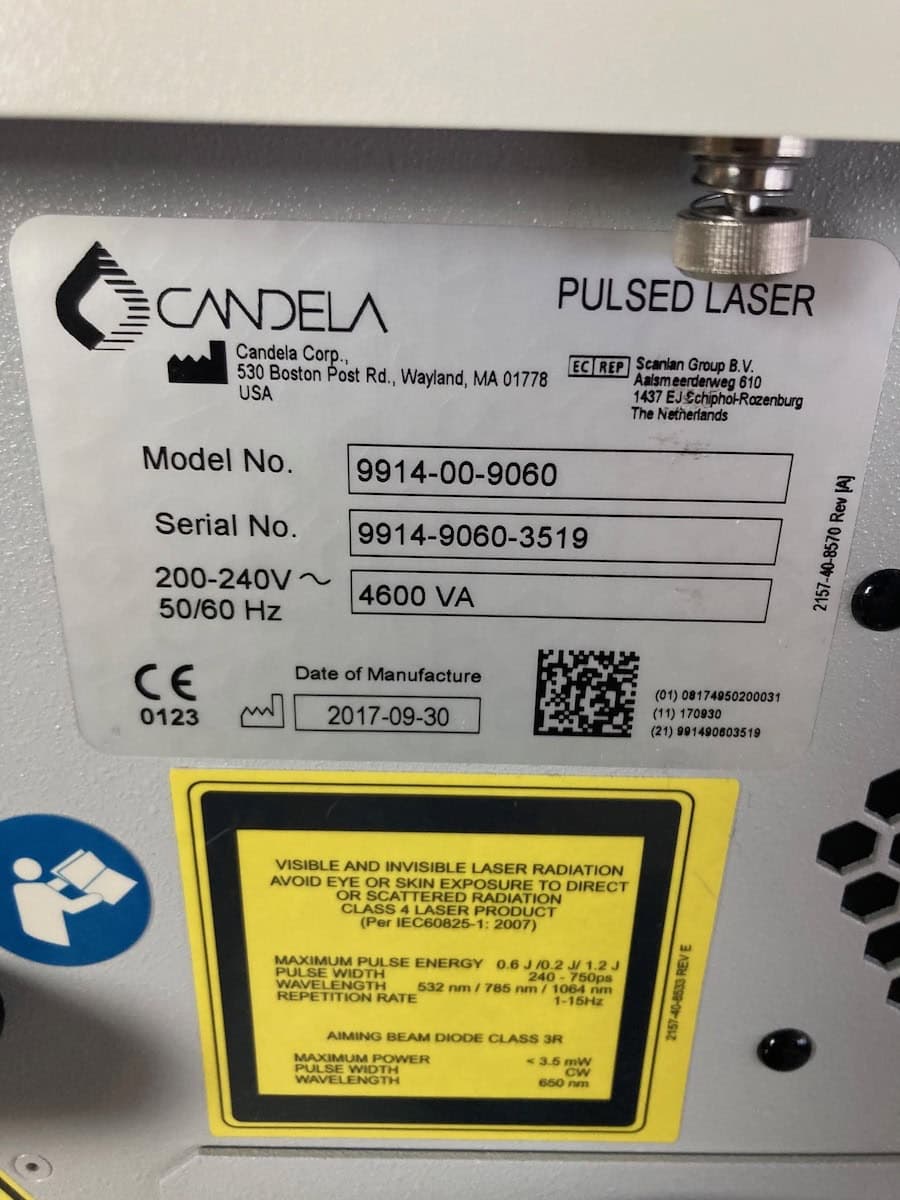 CANDELA
PULSED LASER
Candela Corp.,
530 Boston Post Rd., Wayland, MA 01778
USA
EC REP
Scanlan Group B.V.
Aalsmeerderweg 610
1437 EJ Schiphol-Rozenburg
The Netherlands
Model No. 9914-00-9060
Serial No. 9914-9060-3519
200-240V ~
50/60 Hz
4600 VA
2157-40-8570 Rev [A]
CE
0123
Date of Manufacture
2017-09-30
(01) 08174950200031
(11) 170930
(21) 991490603519
VISIBLE AND INVISIBLE LASER RADIATION
AVOID EYE OR SKIN EXPOSURE TO DIRECT
OR SCATTERED RADIATION
CLASS 4 LASER PRODUCT
(Per IEC60825-1: 2007)
MAXIMUM PULSE ENERGY 0.6 J /0.2 J/ 1.2 J
PULSE WIDTH 240 - 750ps
WAVELENGTH 532 nm / 785 nm / 1064 nm
REPETITION RATE 1-15Hz
AIMING BEAM DIODE CLASS 3R
MAXIMUM POWER < 3.5 mW
PULSE WIDTH CW
WAVELENGTH 650 nm
2157-40-8533 REV E